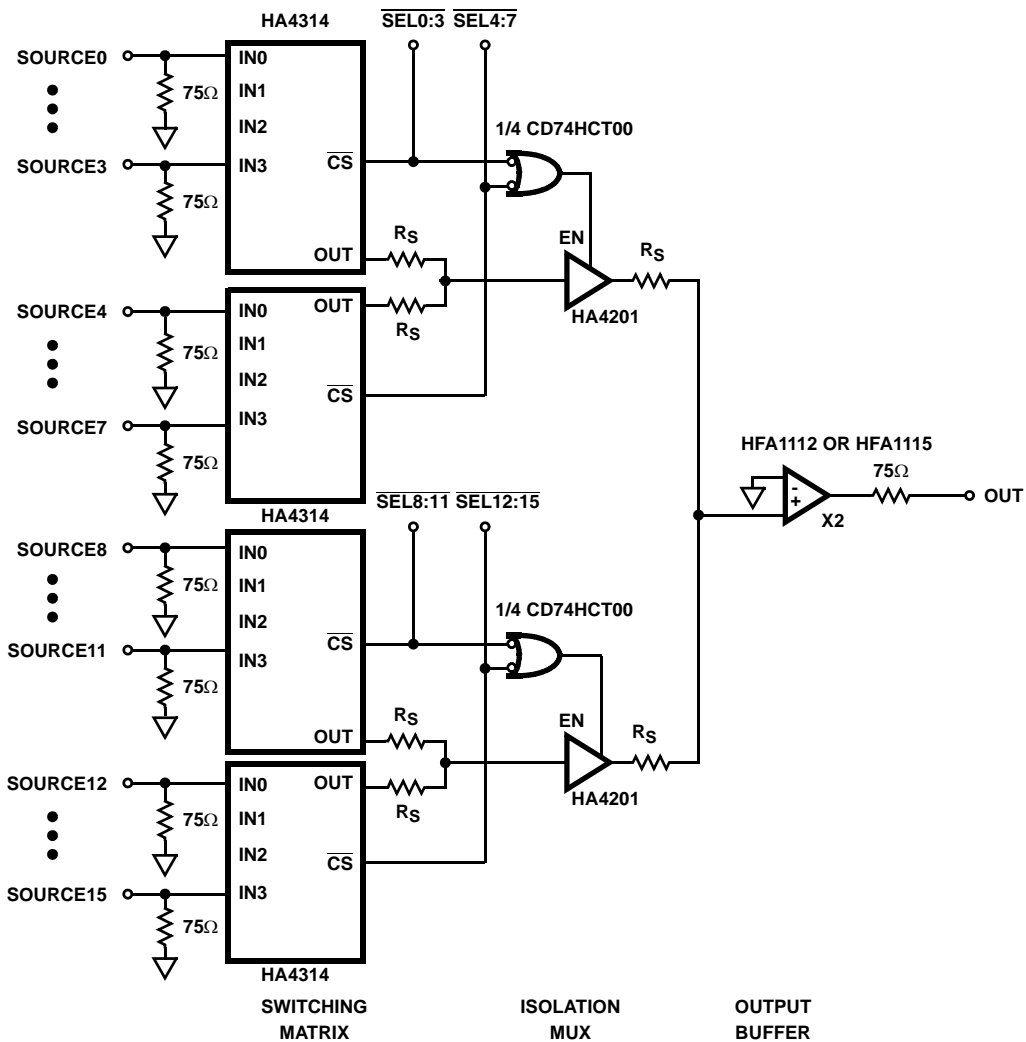 HA4314
SEL0:3 SEL4:7
SOURCE0
IN0
75Ω
IN1
IN2
1/4 CD74HCT00
SOURCE3
IN3
CS
75Ω
OUT
RS
EN
RS
HA4201
SOURCE4
IN0
OUT
RS
IN1
75Ω
IN2
CS
SOURCE7
IN3
75Ω
HFA1112 OR HFA1115
75Ω
-
+
X2
OUT
SEL8:11 SEL12:15
HA4314
SOURCE8
IN0
75Ω
IN1
IN2
1/4 CD74HCT00
SOURCE11
IN3
CS
75Ω
OUT
RS
EN
RS
HA4201
SOURCE12
IN0
OUT
RS
75Ω
IN1
IN2
CS
SOURCE15
IN3
75Ω
HA4314
SWITCHING
MATRIX
ISOLATION
MUX
OUTPUT
BUFFER